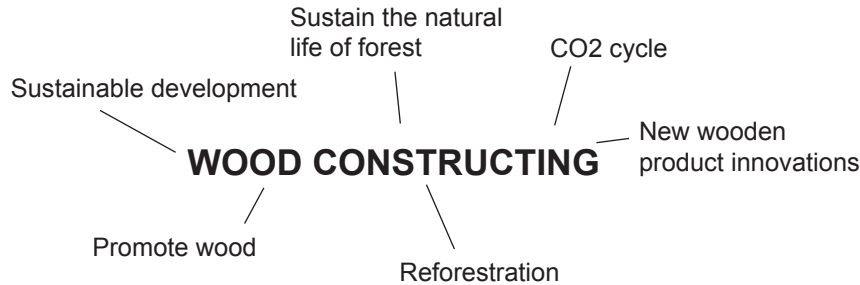 Sustain the natural
life of forest
CO2 cycle
Sustainable development
New wooden
product innovations
WOOD CONSTRUCTING
Promote wood
Reforestration